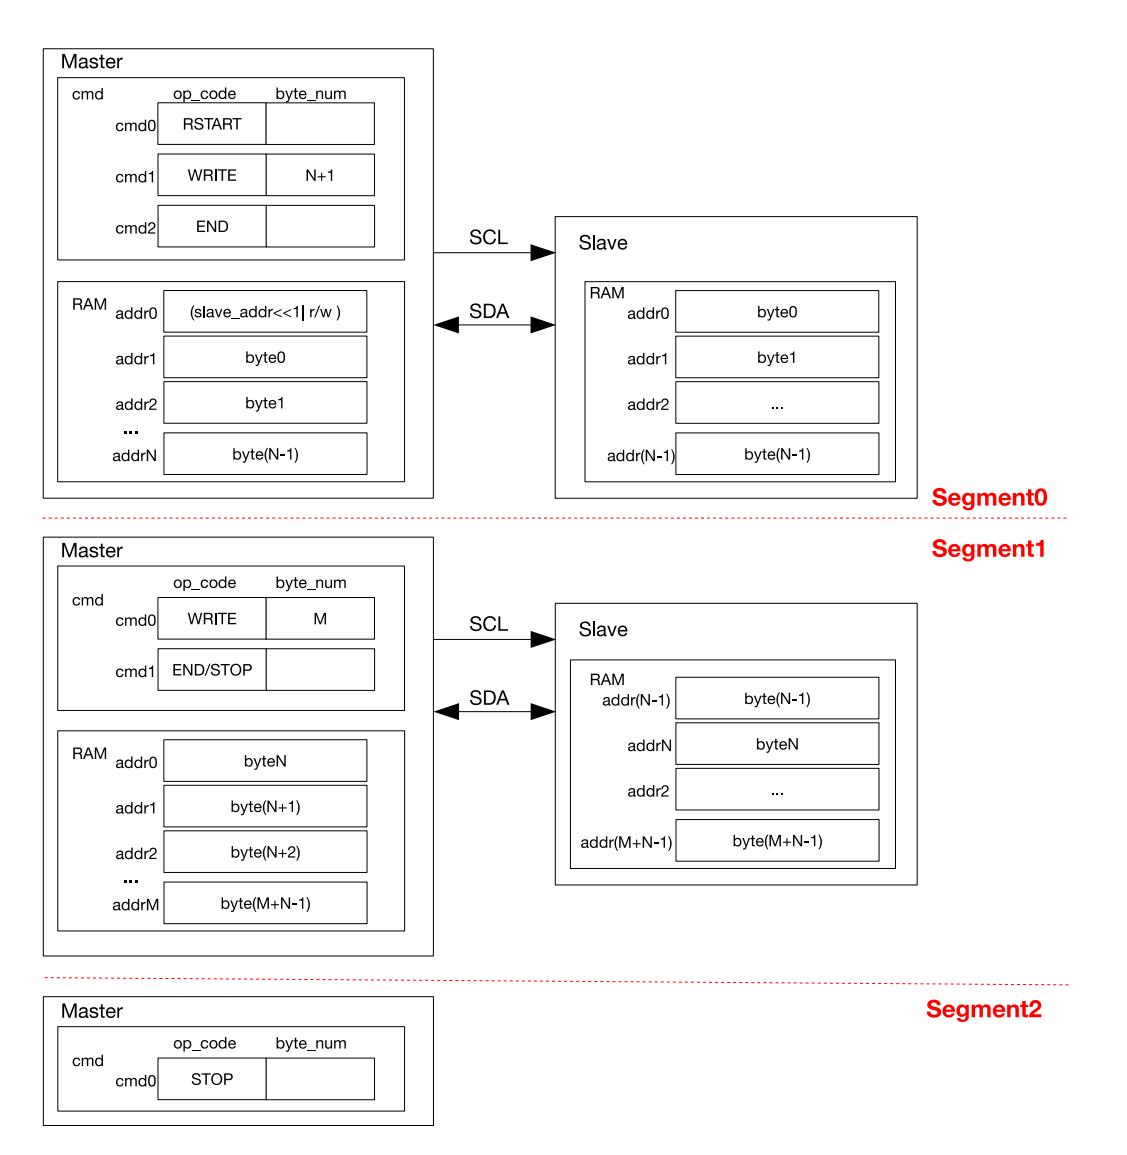 Master
cmd op_code byte_num
cmd0 RSTART
cmd1 WRITE N+1
cmd2 END
RAM
addr0 (slave_addr<<1| r/w )
addr1 byte0
addr2 byte1
...
addrN byte(N-1)
SCL
SDA
Slave
RAM
addr0 byte0
addr1 byte1
addr2 ...
addr(N-1) byte(N-1)
Segment0
Segment1
Master
cmd op_code byte_num
cmd0 WRITE M
cmd1 END/STOP
RAM
addr0 byteN
addr1 byte(N+1)
addr2 byte(N+2)
...
addrM byte(M+N-1)
SCL
SDA
Slave
RAM
addr(N-1) byte(N-1)
addrN byteN
addr2 ...
addr(M+N-1) byte(M+N-1)
Segment2
Master
cmd op_code byte_num
cmd0 STOP